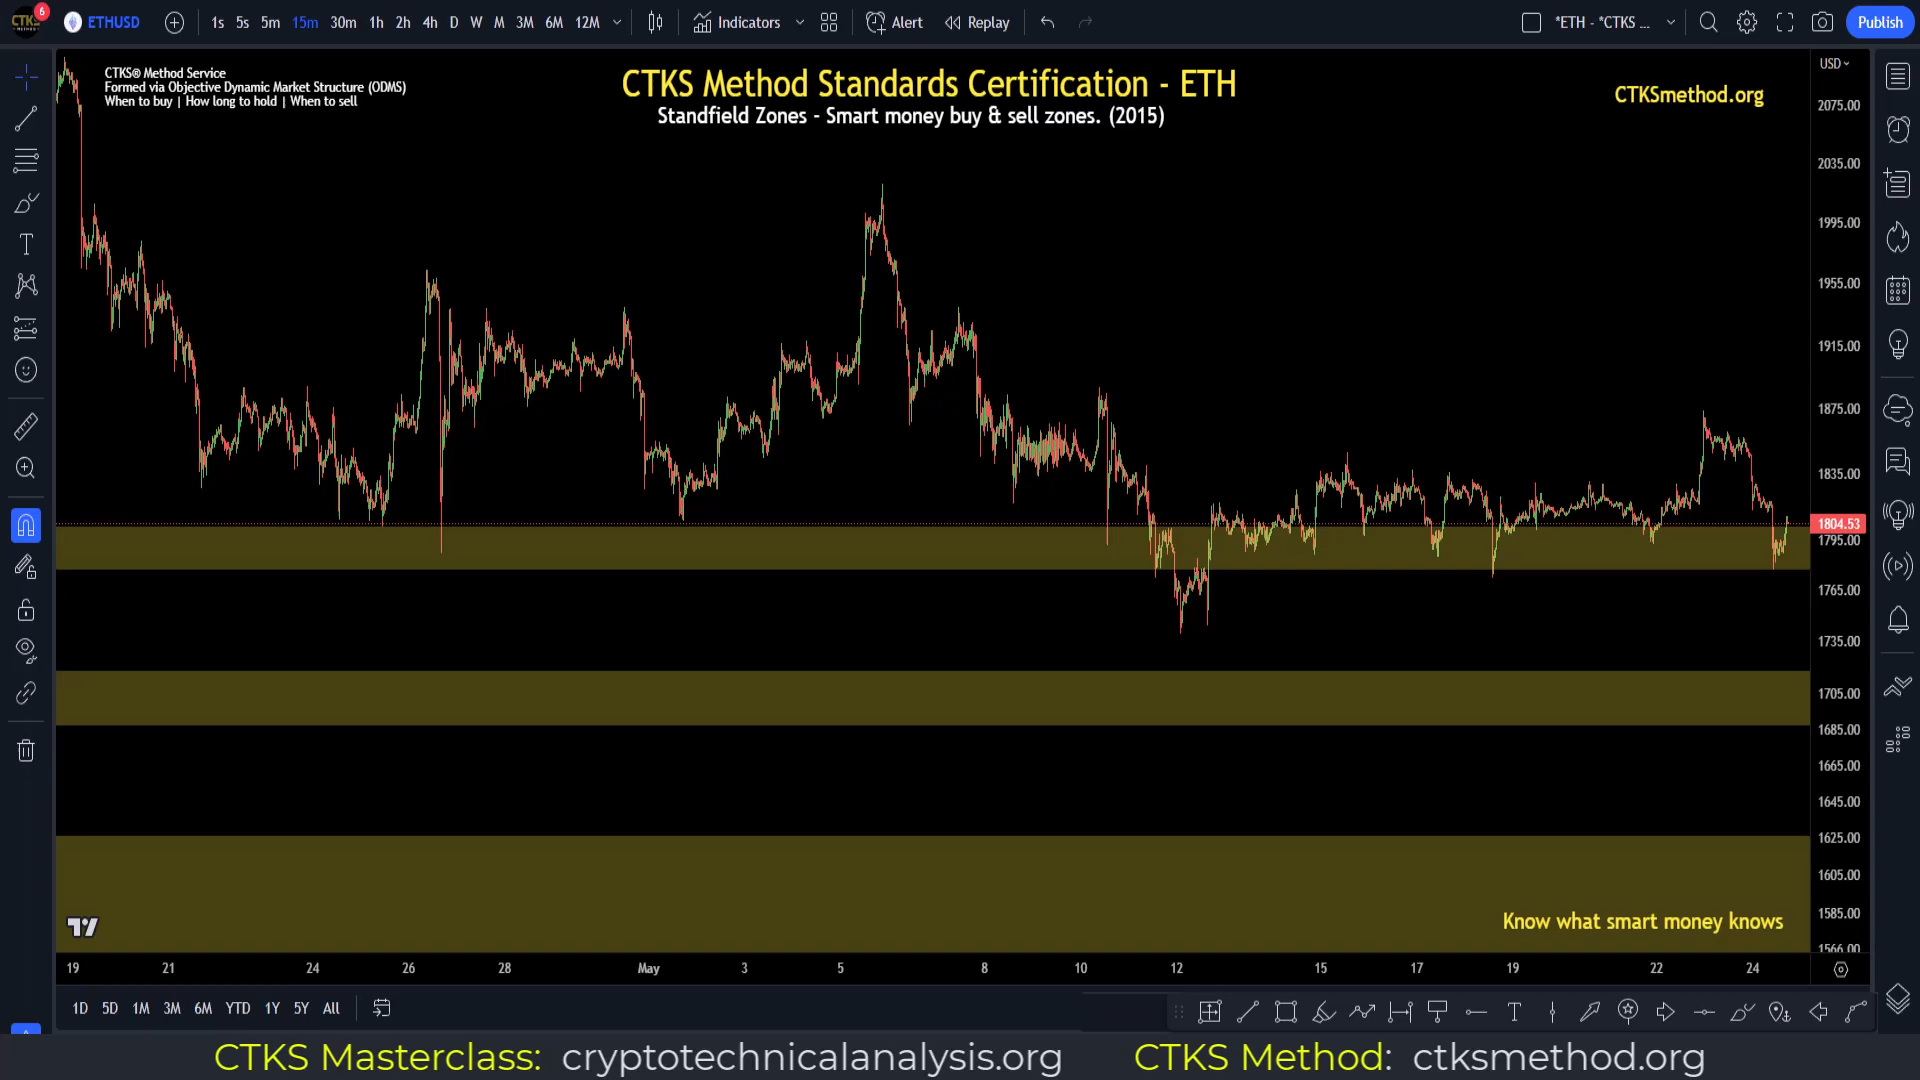 CTKS
METHOD
6
ETHUSD
1s 5s 5m 15m 30m 1h 2h 4h D W M 3M 6M 12M
Indicators
Alert
Replay
*ETH - *CTKS ...
Publish
CTKS® Method Service
Formed via Objective Dynamic Market Structure (ODMS)
When to buy | How long to hold | When to sell
CTKS Method Standards Certification - ETH
Standfield Zones - Smart money buy & sell zones. (2015)
CTKSmethod.org
USD
2075.00
2035.00
1995.00
1955.00
1915.00
1875.00
1835.00
1804.53
1795.00
1765.00
1735.00
1705.00
1685.00
1665.00
1645.00
1625.00
1605.00
1585.00
1566.00
Know what smart money knows
19 21 24 26 28 May 3 5 8 10 12 15 17 19 22 24
1D 5D 1M 3M 6M YTD 1Y 5Y All
CTKS Masterclass: cryptotechnicalanalysis.org CTKS Method: ctksmethod.org